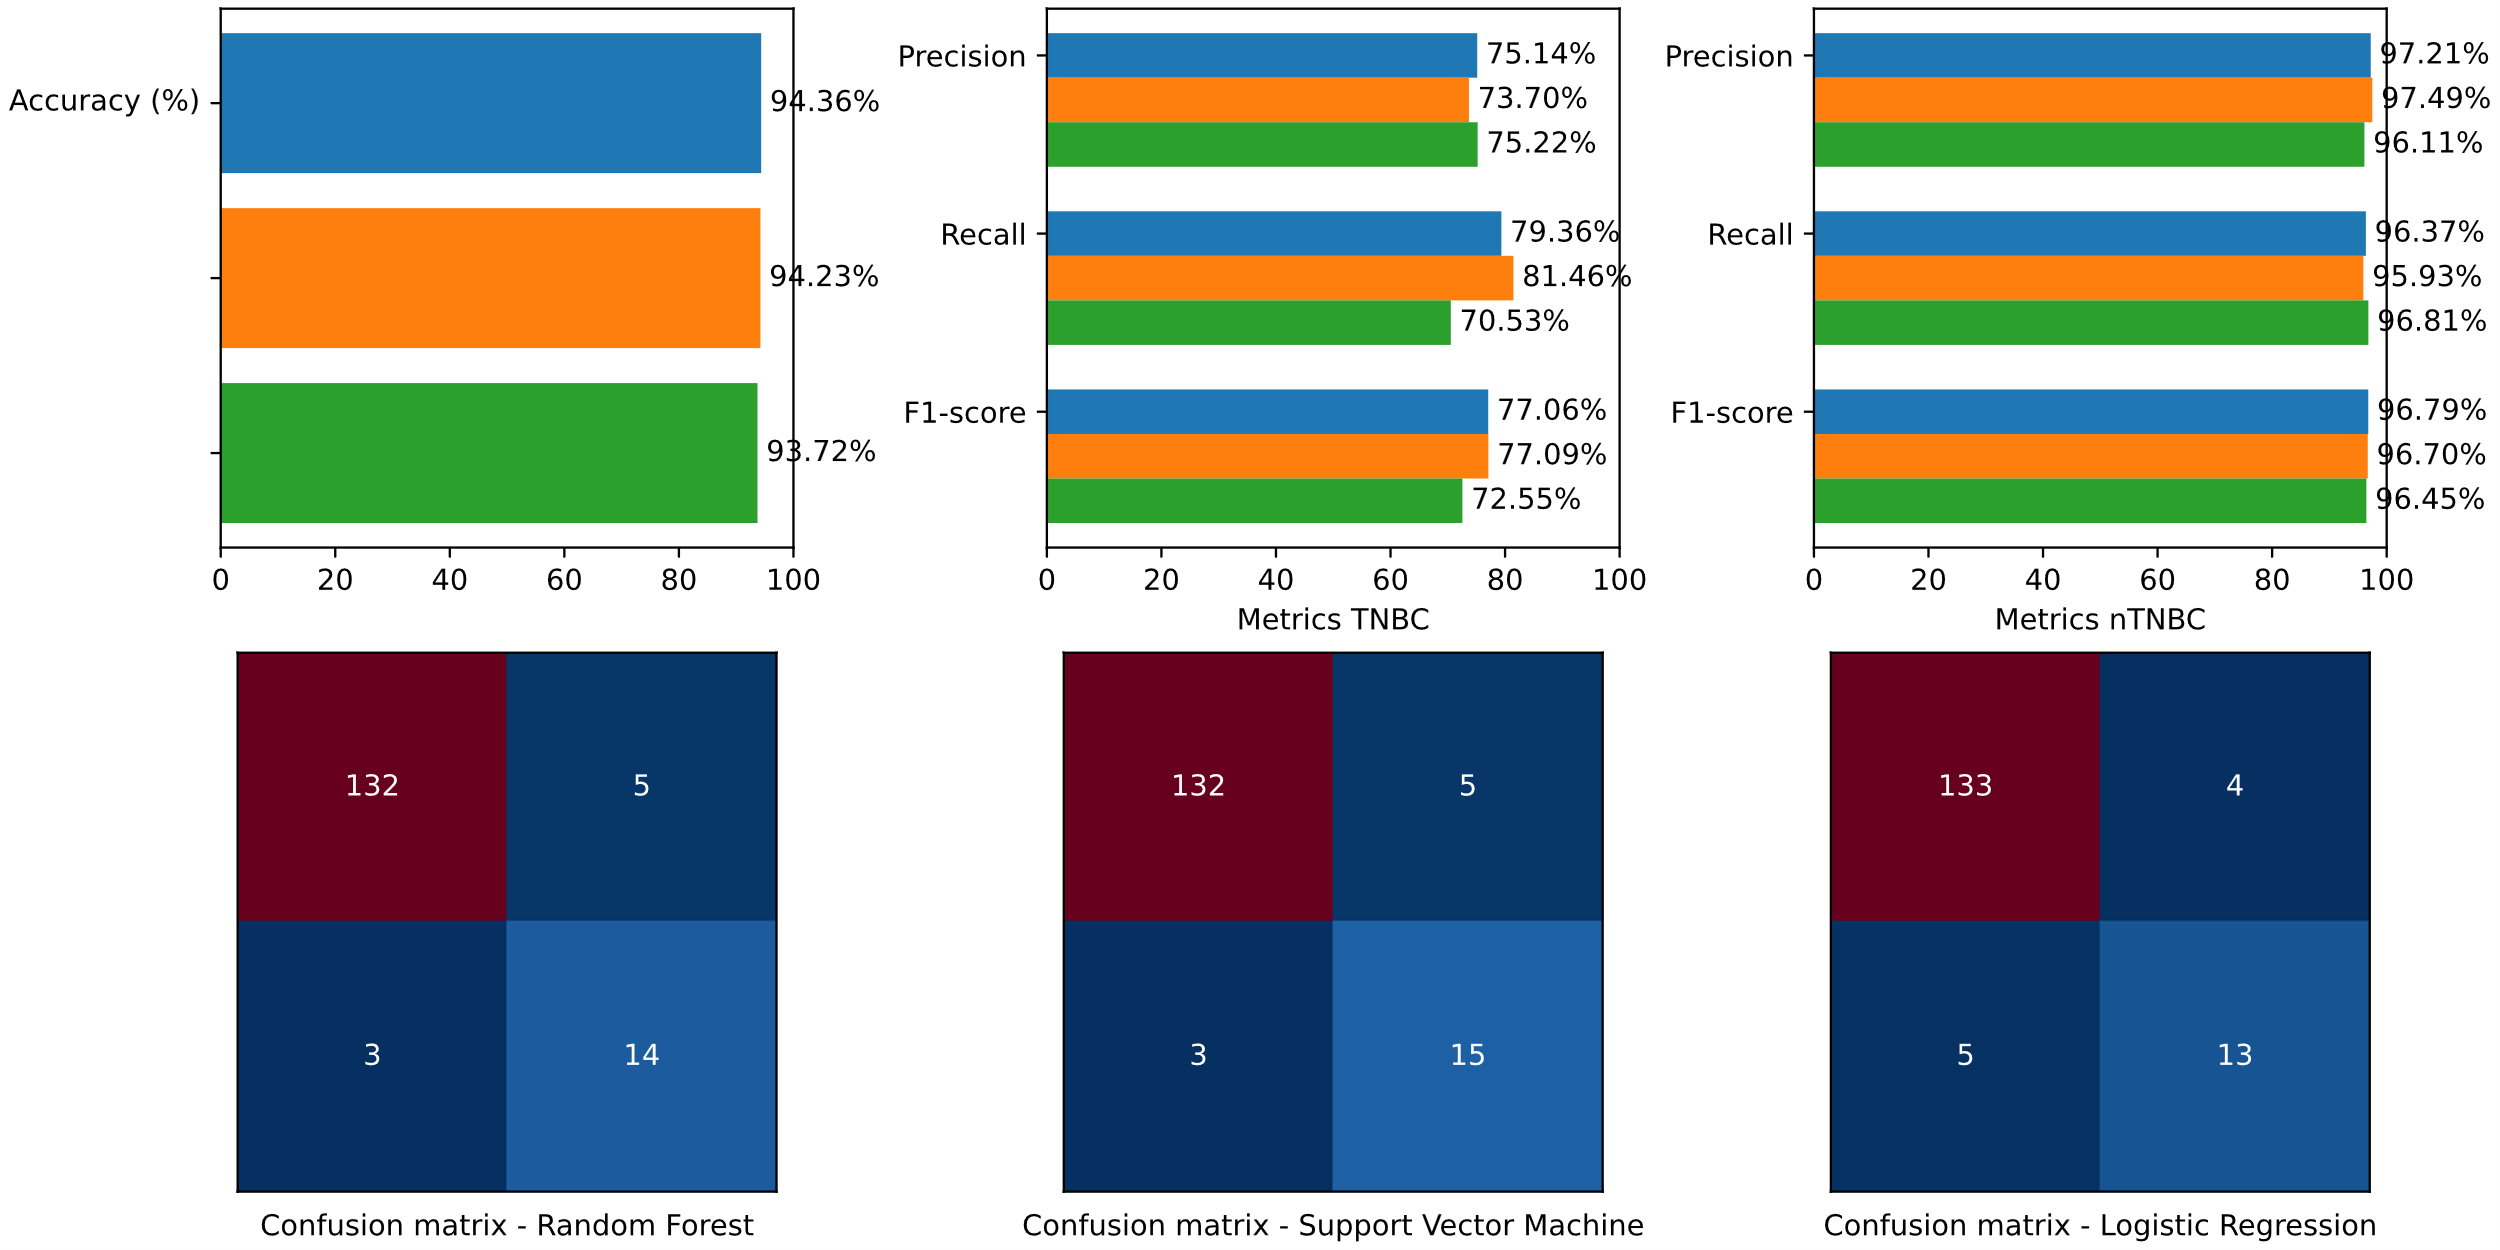 Accuracy (%)
94.36%
94.23%
93.72%
0 20 40 60 80 100
Precision
75.14%
73.70%
75.22%
Recall
79.36%
81.46%
70.53%
F1-score
77.06%
77.09%
72.55%
0 20 40 60 80 100
Metrics TNBC
Precision
97.21%
97.49%
96.11%
Recall
96.37%
95.93%
96.81%
F1-score
96.79%
96.70%
96.45%
0 20 40 60 80 100
Metrics nTNBC
132 5
3 14
Confusion matrix - Random Forest
132 5
3 15
Confusion matrix - Support Vector Machine
133 4
5 13
Confusion matrix - Logistic Regression